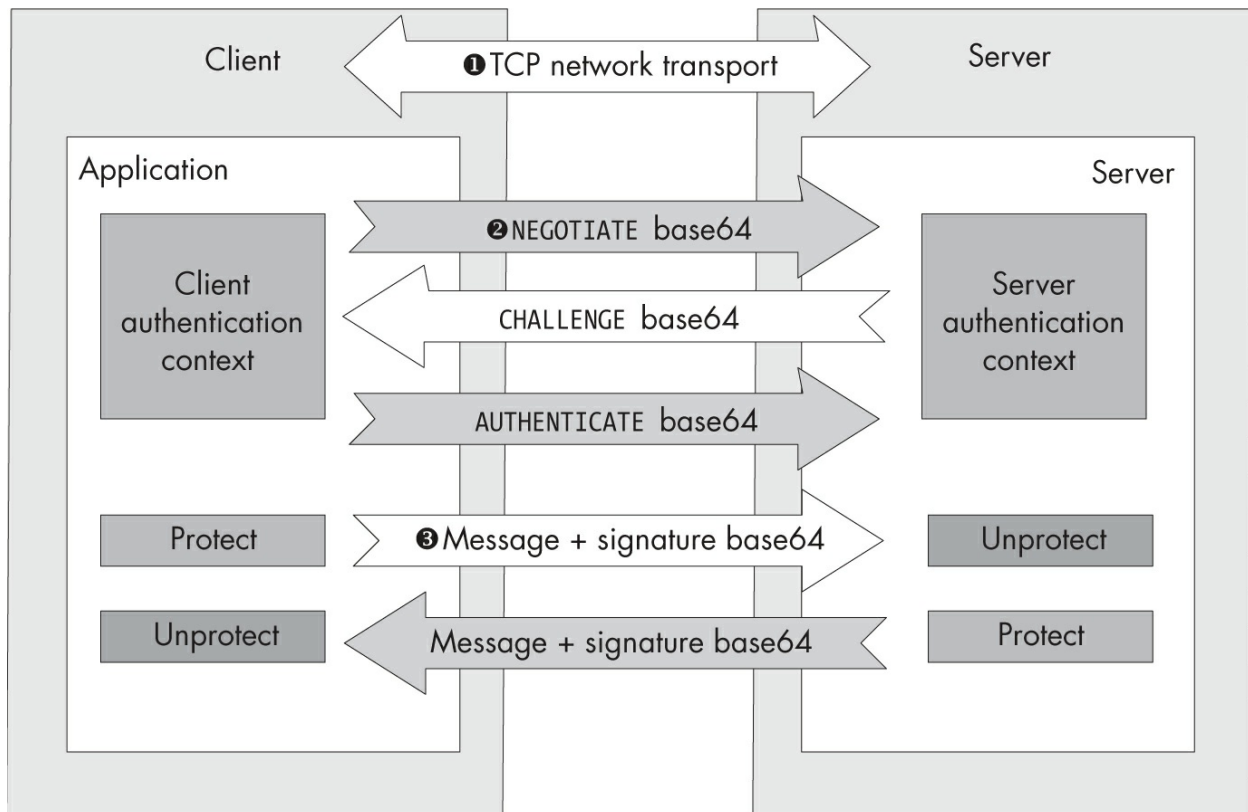 Client
❶TCP network transport
Server
Application
Server
❷NEGOTIATE base64
Client
authentication
context
CHALLENGE base64
Server
authentication
context
AUTHENTICATE base64
Protect
❸Message + signature base64
Unprotect
Unprotect
Message + signature base64
Protect